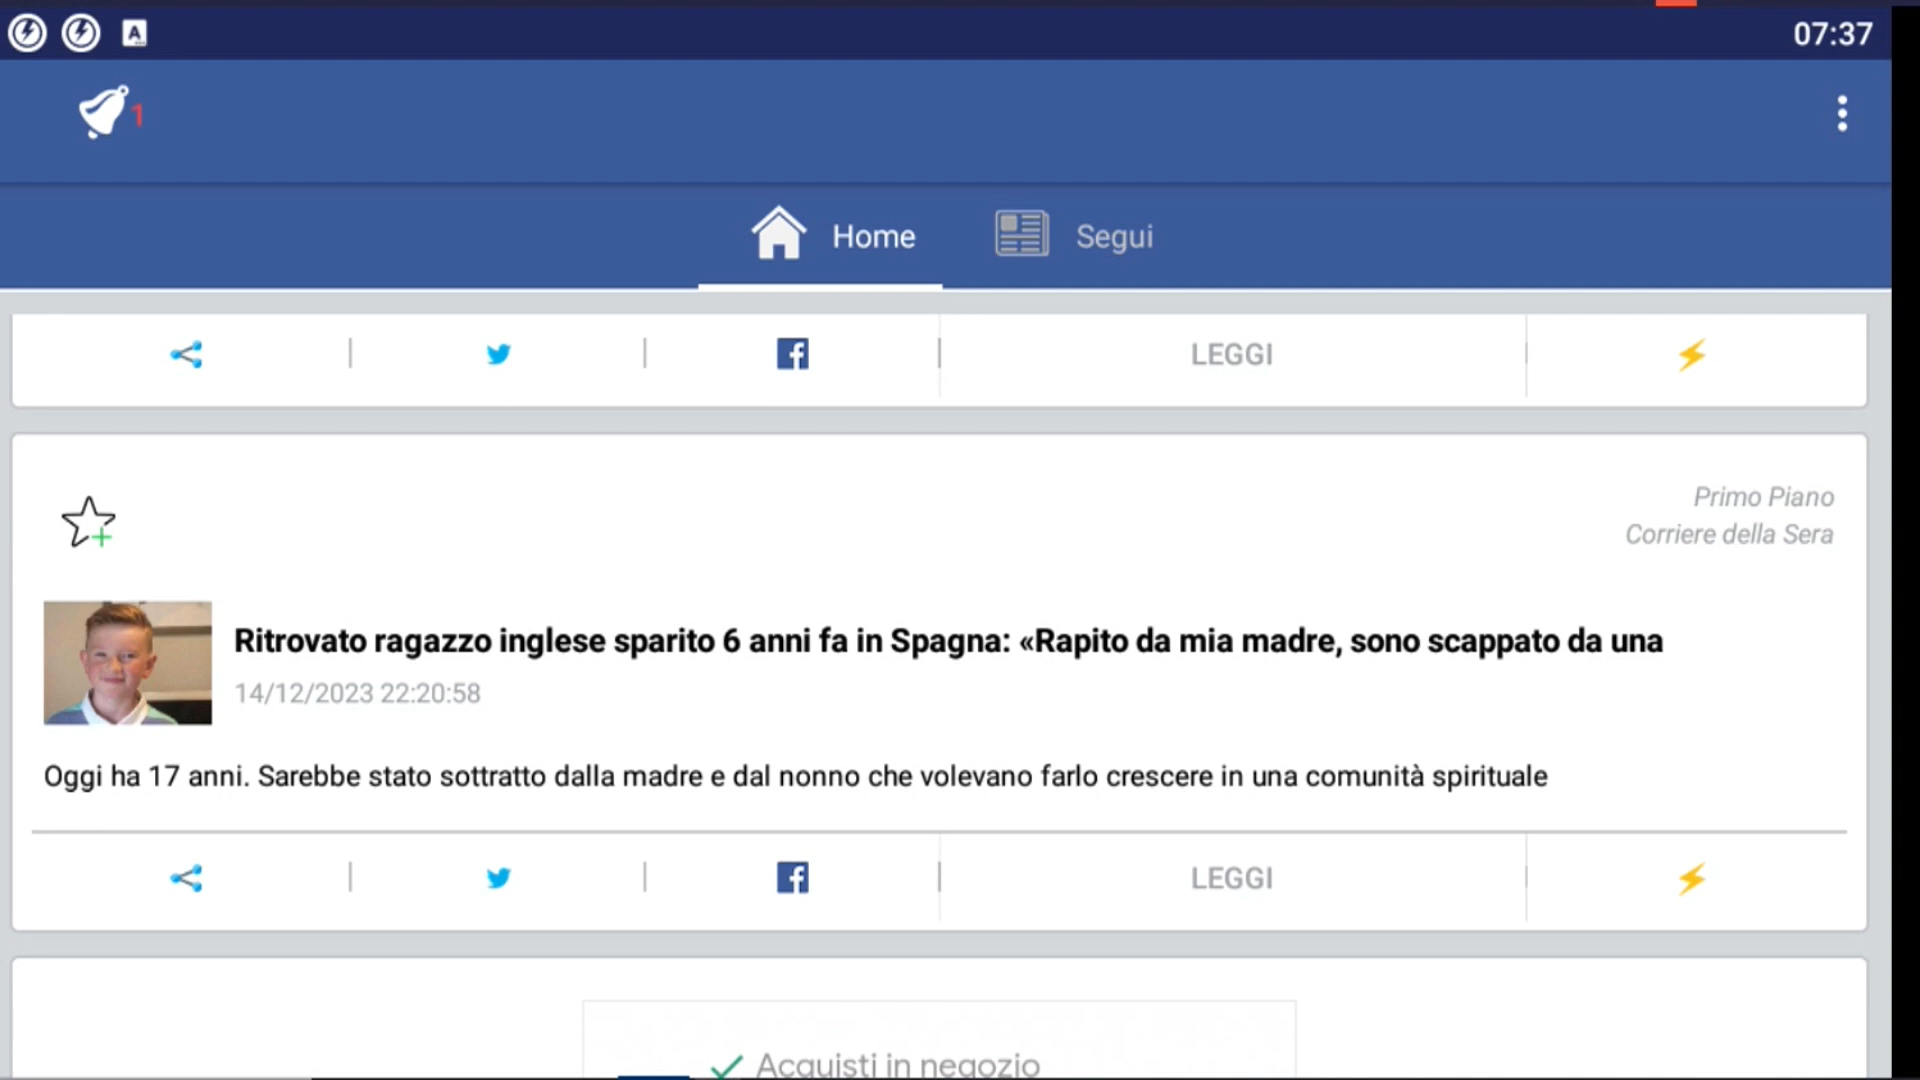 07:37
1
Home
Segui
LEGGI
Primo Piano
Corriere della Sera
Ritrovato ragazzo inglese sparito 6 anni fa in Spagna: «Rapito da mia madre, sono scappato da una
14/12/2023 22:20:58
Oggi ha 17 anni. Sarebbe stato sottratto dalla madre e dal nonno che volevano farlo crescere in una comunità spirituale
LEGGI
Acquisti in negozio